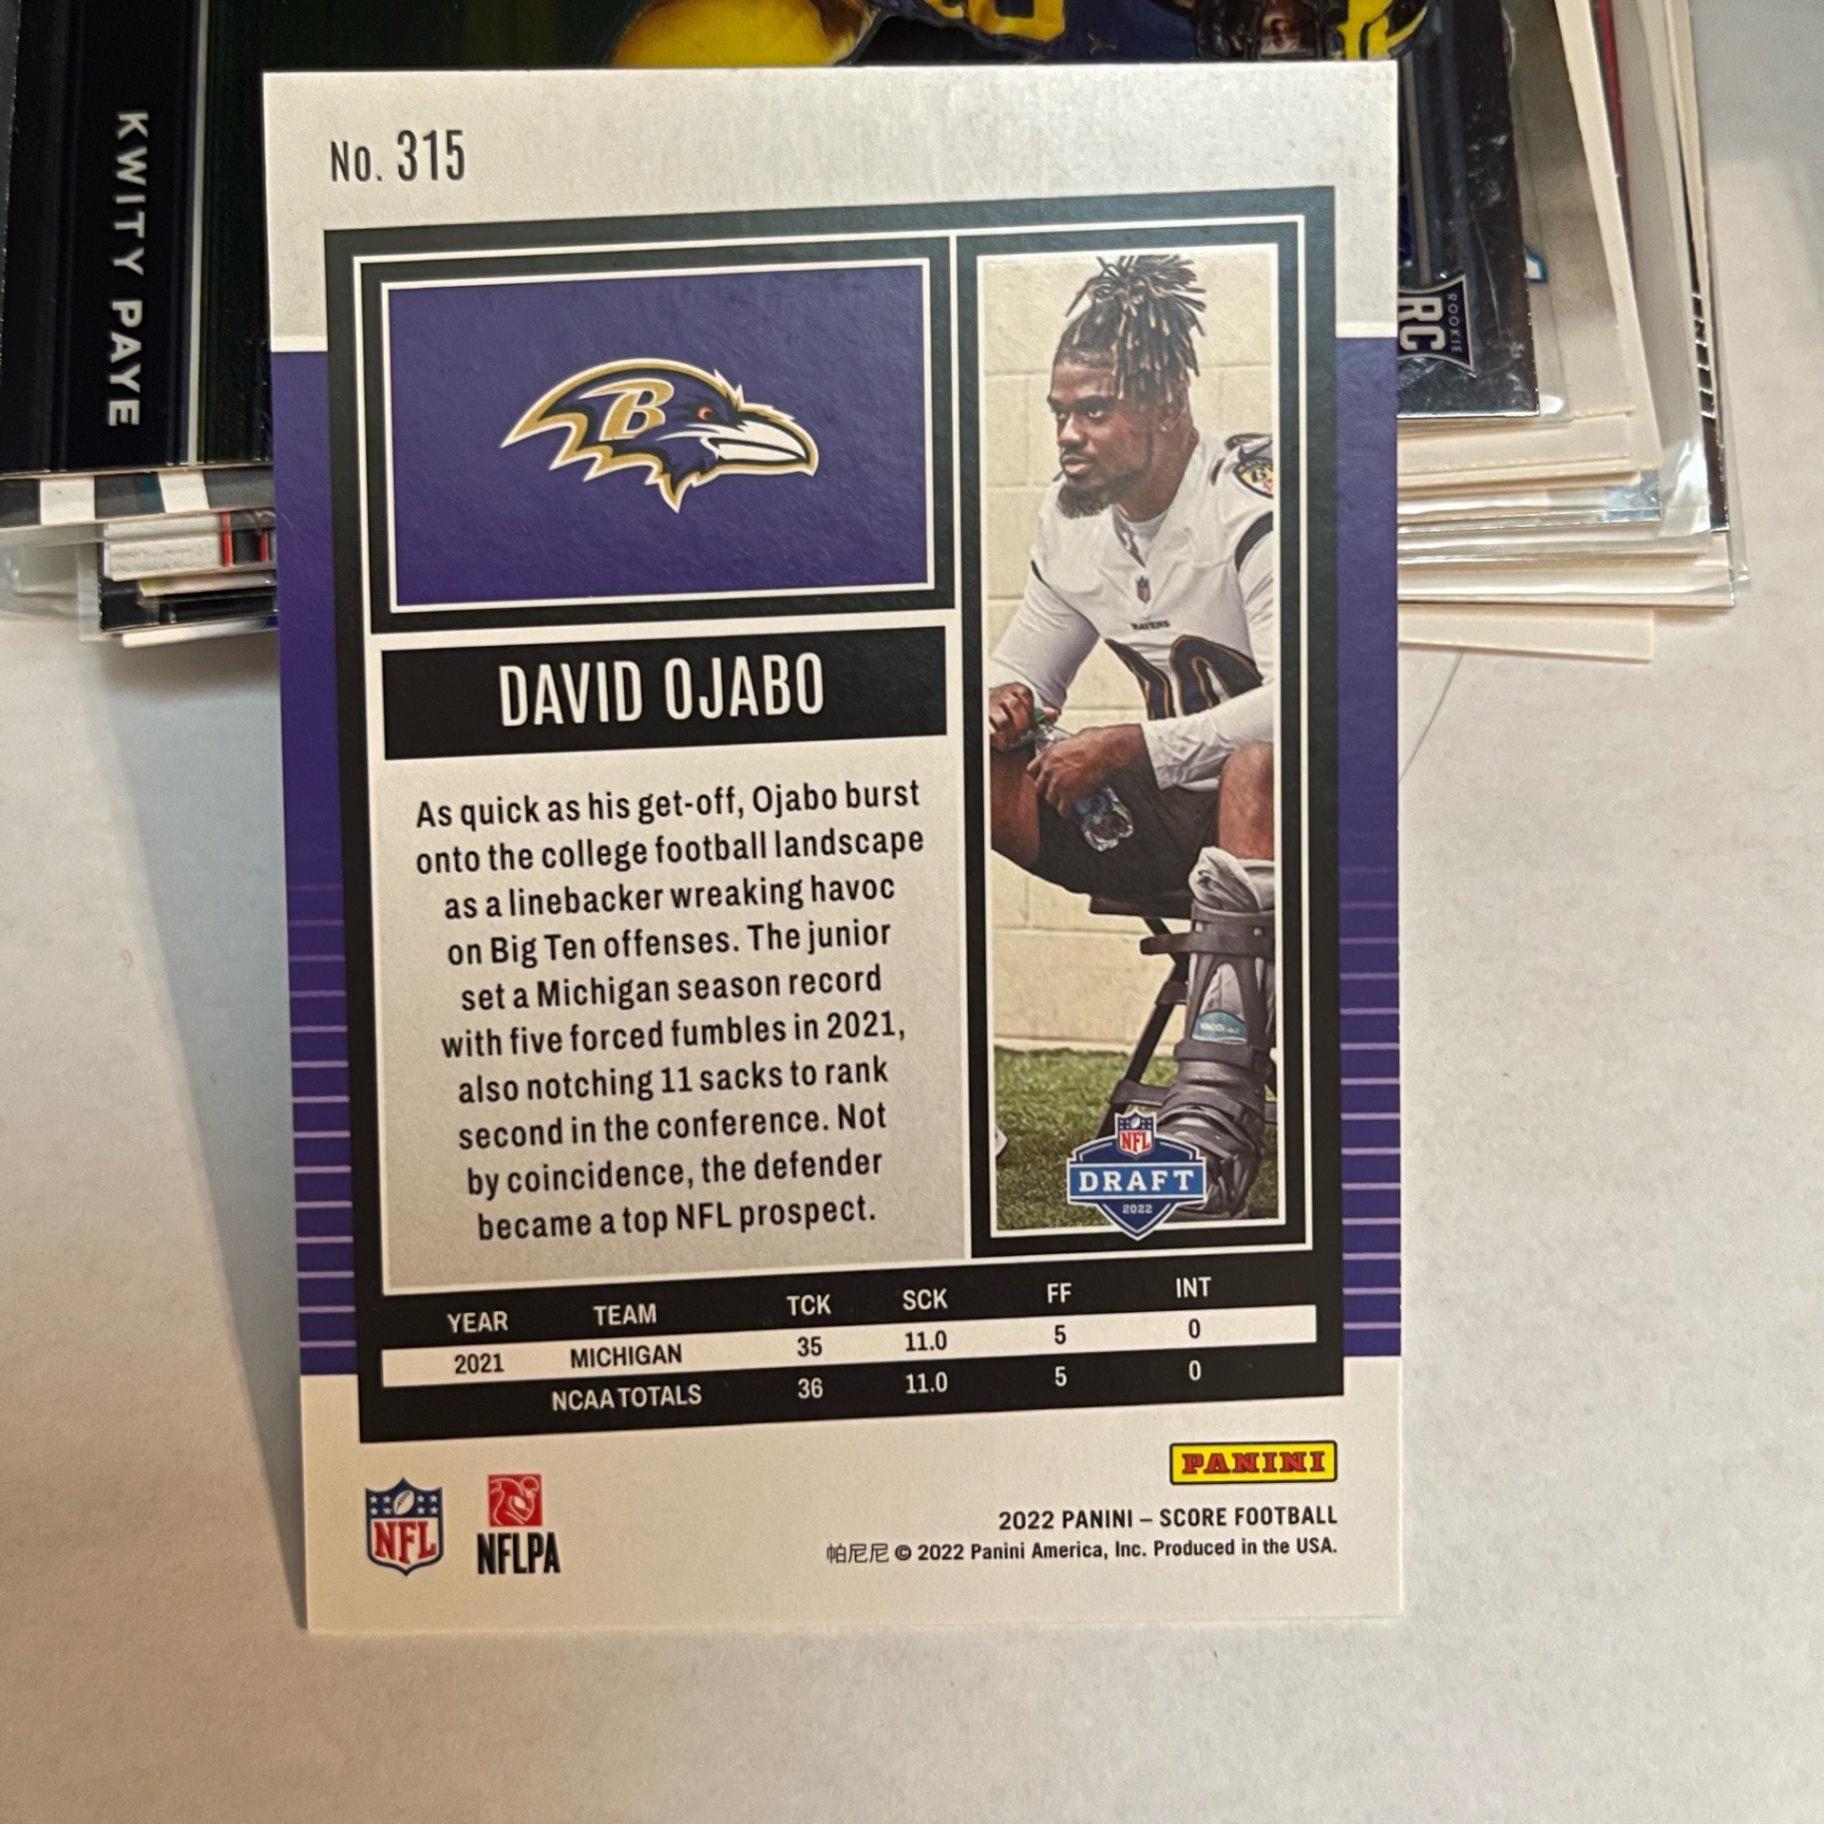 KWITY PAYE
ROOKIE
RC
No. 315
B
RAVENS
DAVID OJABO
As quick as his get-off, Ojabo burst
onto the college football landscape
as a linebacker wreaking havoc
on Big Ten offenses. The junior
set a Michigan season record
with five forced fumbles in 2021,
also notching 11 sacks to rank
second in the conference. Not
by coincidence, the defender
became a top NFL prospect.
NFL
DRAFT
2022
YEAR TEAM TCK SCK FF INT
2021 MICHIGAN 35 11.0 5 0
NCAA TOTALS 36 11.0 5 0
PANINI
NFL
NFLPA
2022 PANINI – SCORE FOOTBALL
帕尼尼 © 2022 Panini America, Inc. Produced in the USA.